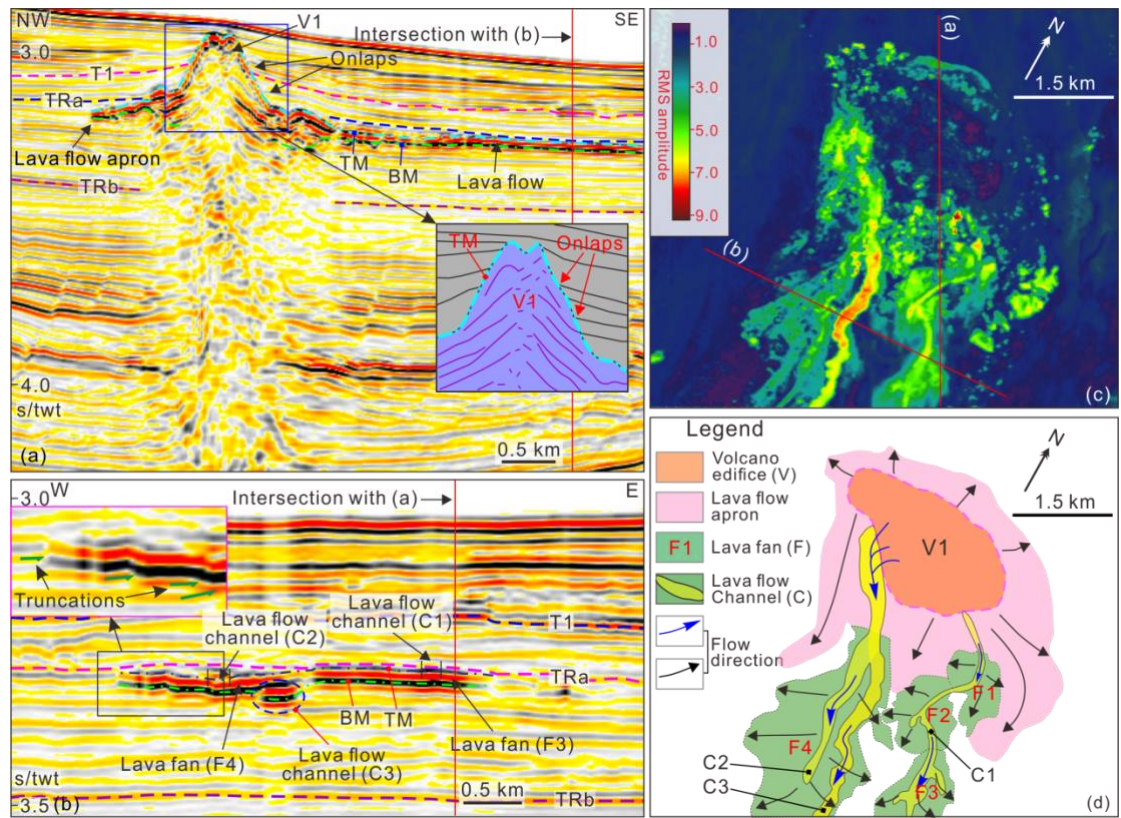 NW
V1
SE
3.0
Intersection with (b)
Onlaps
T1
TRa
Lava flow apron
TM
BM
Lava flow
TRb
TM
Onlaps
V1
4.0
s/twt
0.5 km
(a)
1.0
3.0
5.0
7.0
9.0
RMS amplitude
(a)
N
1.5 km
(b)
(c)
3.0
W
Intersection with (a)
E
Truncations
Lava flow
channel (C2)
Lava flow
channel (C1)
T1
TRa
BM
TM
Lava fan (F4)
Lava flow
channel (C3)
Lava fan (F3)
s/twt
0.5 km
3.5
(b)
TRb
Legend
Volcano
edifice (V)
Lava flow
apron
F1
Lava fan (F)
Lava flow
Channel (C)
Flow
direction
N
1.5 km
V1
F1
F2
F4
C1
C2
C3
F3
(d)